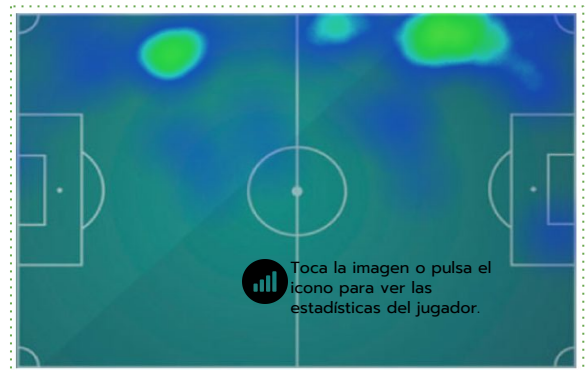 Toca la imagen o pulsa el
icono para ver las
estadísticas del jugador.